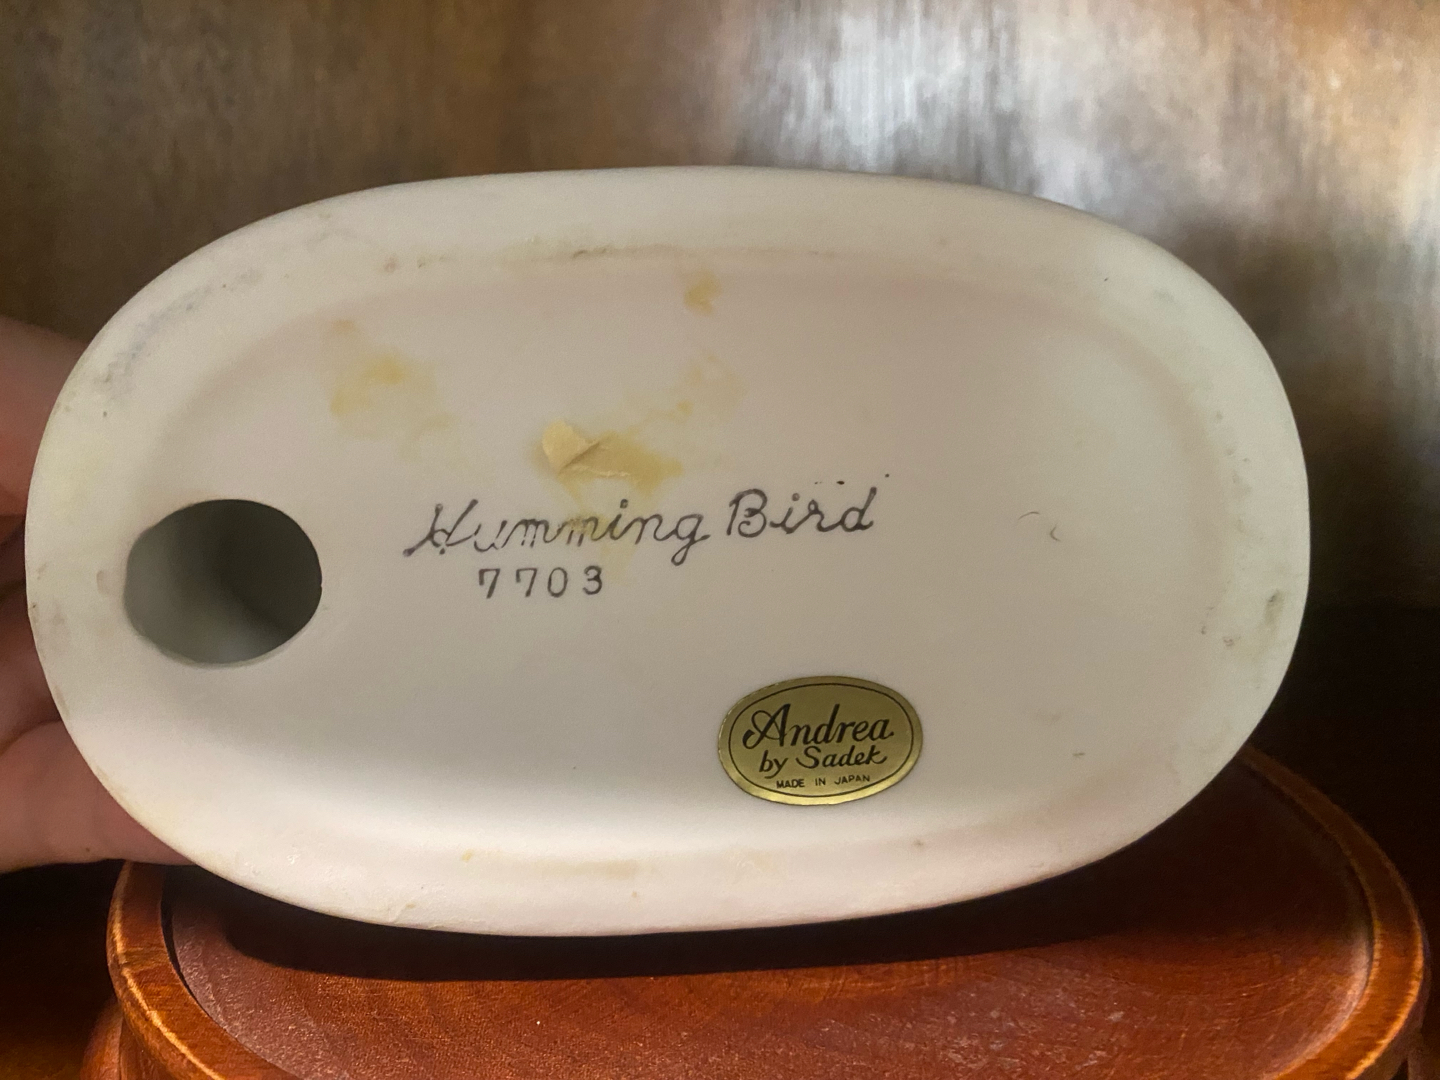 Humming Bird
7703
Andrea
by Sadek
MADE IN JAPAN